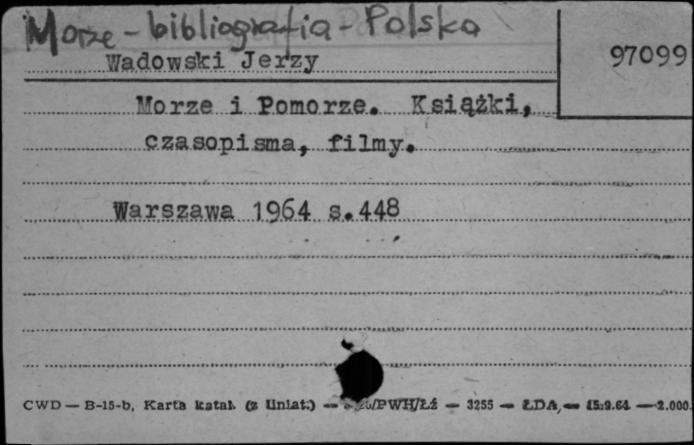 Morze - bibliografia - Polska
Wadowski Jerzy
97099
Morze i Pomorze. Książki,
czasopisma, filmy.
Warszawa 1964 s.448
CWD — B-15-b, Karta katal. (z liniat.) — /PWH/Łź — 3255 — ŁDA, — 15.9.64 — 2.000.